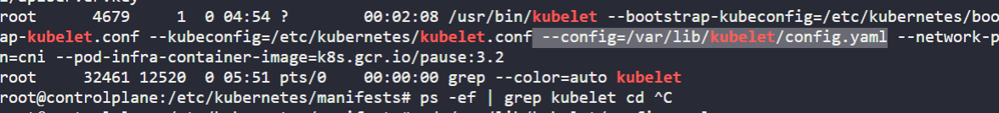 root      4679     1  0 04:54 ?        00:02:08 /usr/bin/kubelet --bootstrap-kubeconfig=/etc/kubernetes/boo
ap-kubelet.conf --kubeconfig=/etc/kubernetes/kubelet.conf --config=/var/lib/kubelet/config.yaml --network-p
n=cni --pod-infra-container-image=k8s.gcr.io/pause:3.2
root     32461 12520  0 05:51 pts/0    00:00:00 grep --color=auto kubelet
root@controlplane:/etc/kubernetes/manifests# ps -ef | grep kubelet cd ^C